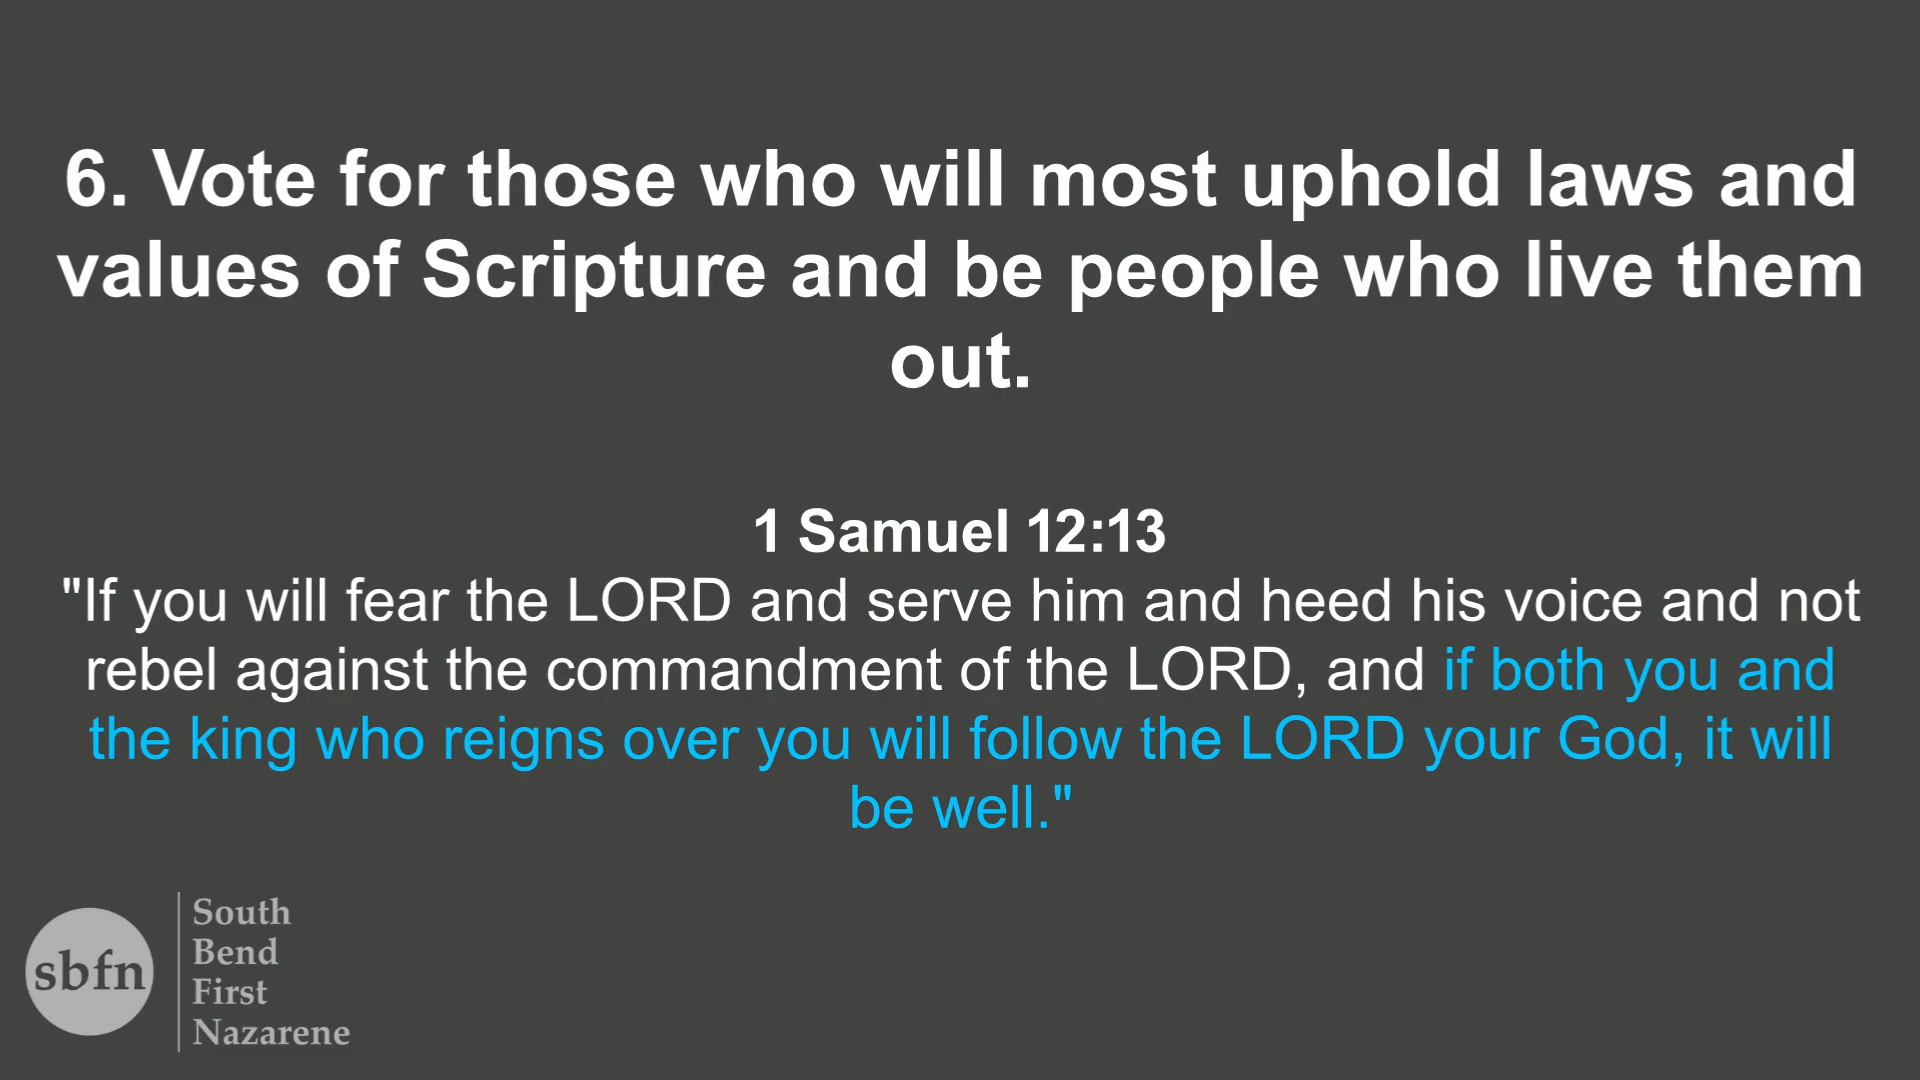 6. Vote for those who will most uphold laws and
values of Scripture and be people who live them
out.
1 Samuel 12:13
"If you will fear the LORD and serve him and heed his voice and not
rebel against the commandment of the LORD, and if both you and
the king who reigns over you will follow the LORD your God, it will
be well."
sbfn
South
Bend
First
Nazarene